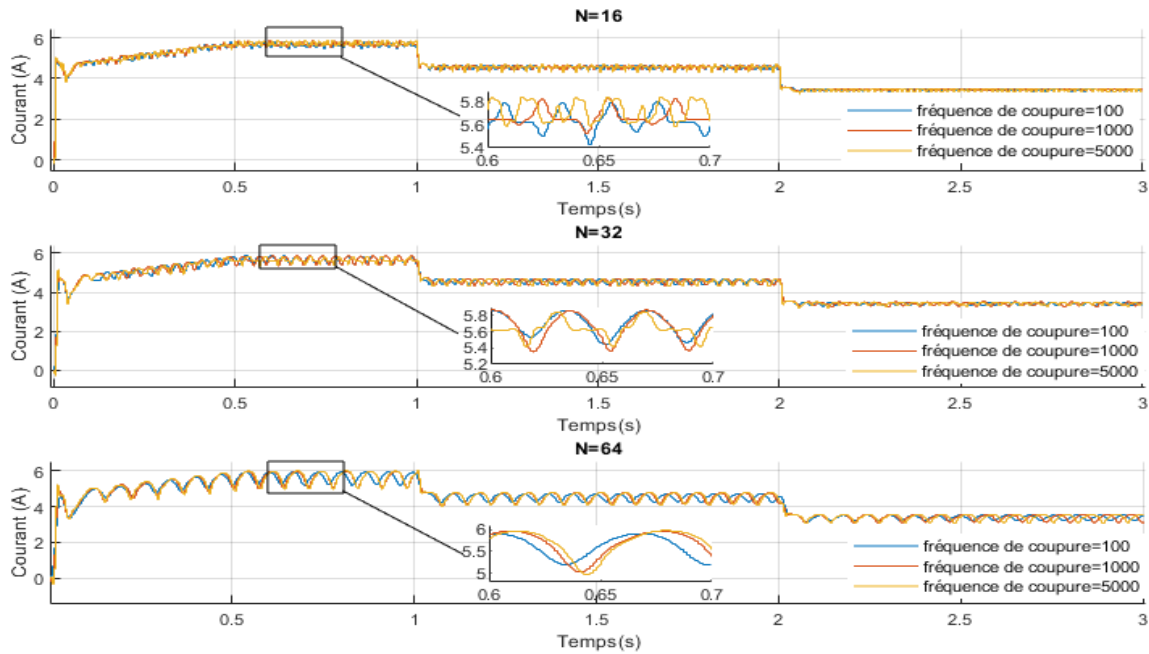 N=16
Courant (A)
6
4
2
0
5.8
5.6
5.4
0.6
0.65
0.7
fréquence de coupure=100
fréquence de coupure=1000
fréquence de coupure=5000
0
0.5
1
1.5
2
2.5
3
Temps(s)
N=32
Courant (A)
6
4
2
0
5.8
5.6
5.4
5.2
0.6
0.65
0.7
fréquence de coupure=100
fréquence de coupure=1000
fréquence de coupure=5000
0
0.5
1
1.5
2
2.5
3
Temps(s)
N=64
Courant (A)
6
4
2
0
6
5.5
5
0.6
0.65
0.7
fréquence de coupure=100
fréquence de coupure=1000
fréquence de coupure=5000
0.5
1
1.5
2
2.5
3
Temps(s)